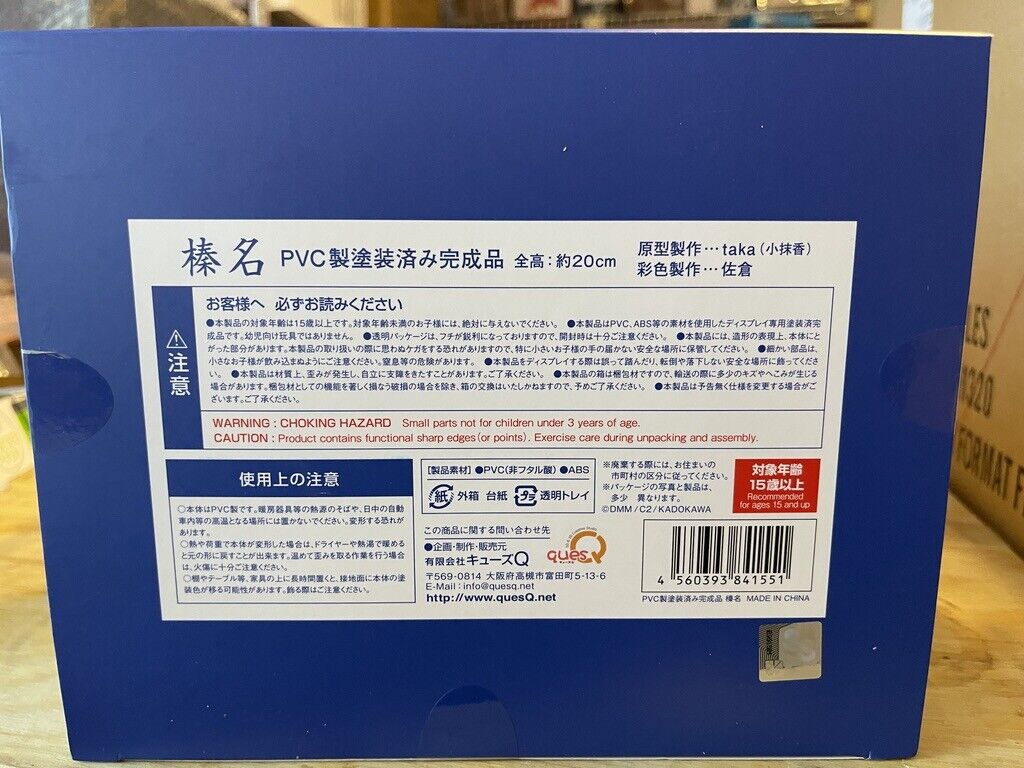 榛名 PVC製塗装済み完成品 全高：約20cm
原型製作…taka（小抹香）
彩色製作…佐倉
⚠注意
お客様へ 必ずお読みください
●本製品の対象年齢は15歳以上です。対象年齢未満のお子様には、絶対に与えないでください。 ●本製品はPVC、ABS等の素材を使用したディスプレイ専用塗装済完
成品です。幼児向け玩具ではありません。 ●透明パッケージは、フチが鋭利になっておりますので、開封時は十分ご注意ください。 ●本製品には、造形の表現上、本体にと
がった部分があります。本製品の取り扱いの際に思わぬケガをする恐れがありますので、特に小さいお子様の手の届かない安全な場所に保管してください。 ●細かい部品は、
小さなお子様が飲み込まぬようにご注意ください。窒息等の危険があります。 ●本製品をディスプレイする際は誤って踏んだり、転倒や落下しない安全な場所に飾ってくださ
い。 ●本製品は材質上、歪みが発生し、自立に支障をきたすことがあります。ご了承ください。 ●本製品の箱は梱包材ですので、輸送の際に多少のキズやへこみが生じる
場合があります。梱包材としての機能を著しく損なう破損の場合を除き、箱の交換はいたしかねますので、予めご了承ください。 ●本製品は予告無く仕様を変更する場合がご
ざいます。ご了承ください。
WARNING : CHOKING HAZARD Small parts not for children under 3 years of age.
CAUTION : Product contains functional sharp edges (or points). Exercise care during unpacking and assembly.
使用上の注意
○本体はPVC製です。暖房器具等の熱源のそばや、日中の自動
車内等の高温となる場所には置かないでください。変形する恐れが
あります。
○熱や荷重で本体が変形した場合は、ドライヤーや熱湯で暖める
と元の形に戻すことが出来ます。温めて歪みを取る作業を行う場合
は、火傷に十分ご注意ください。
○棚やテーブル等、家具の上に長時間置くと、接地面に本体の塗
装色が移る可能性があります。飾る際はご注意ください。
【製品素材】●PVC(非フタル酸) ●ABS
紙 外箱 台紙 プラ 透明トレイ
この商品に関する問い合わせ先
●企画・制作・販売元
有限会社キューズQ
quesQ
〒569-0814 大阪府高槻市富田町5-13-6
E-Mail : info@quesq.net
http://www.quesQ.net
※廃棄する際には、お住まいの
市町村の区分に従ってください。
※パッケージの写真と製品は、
多少 異なります。
©DMM/C2/KADOKAWA
対象年齢
15歳以上
Recommended
for ages 15 and up
4 560393 841551
PVC製塗装済み完成品 榛名 MADE IN CHINA
LES
1320
FORMAT F